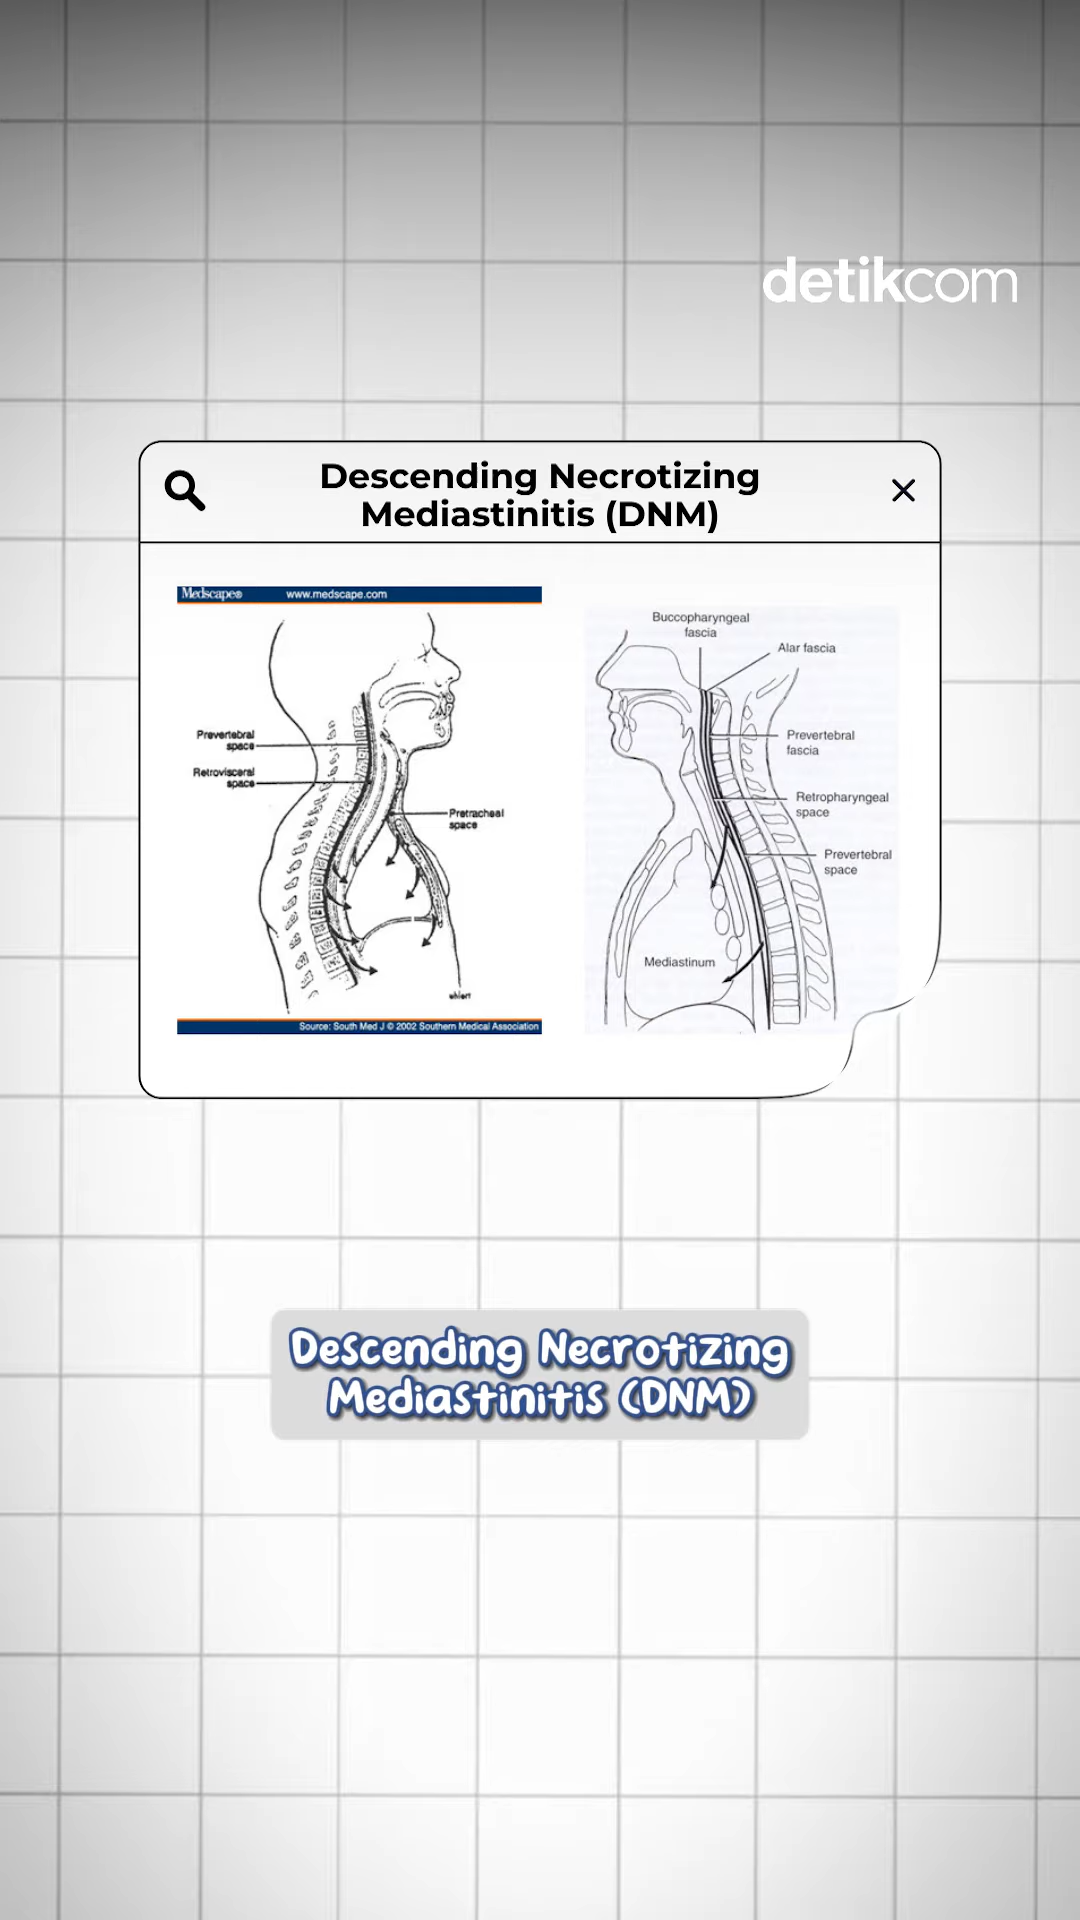 detikcom
Descending Necrotizing
Mediastinitis (DNM)
Medscape® www.medscape.com
Prevertebral
space
Retrovisceral
space
Pretracheal
space
Source: South Med J © 2002 Southern Medical Association
Buccopharyngeal
fascia
Alar fascia
Prevertebral
fascia
Retropharyngeal
space
Prevertebral
space
Mediastinum
Descending Necrotizing
Mediastinitis (DNM)